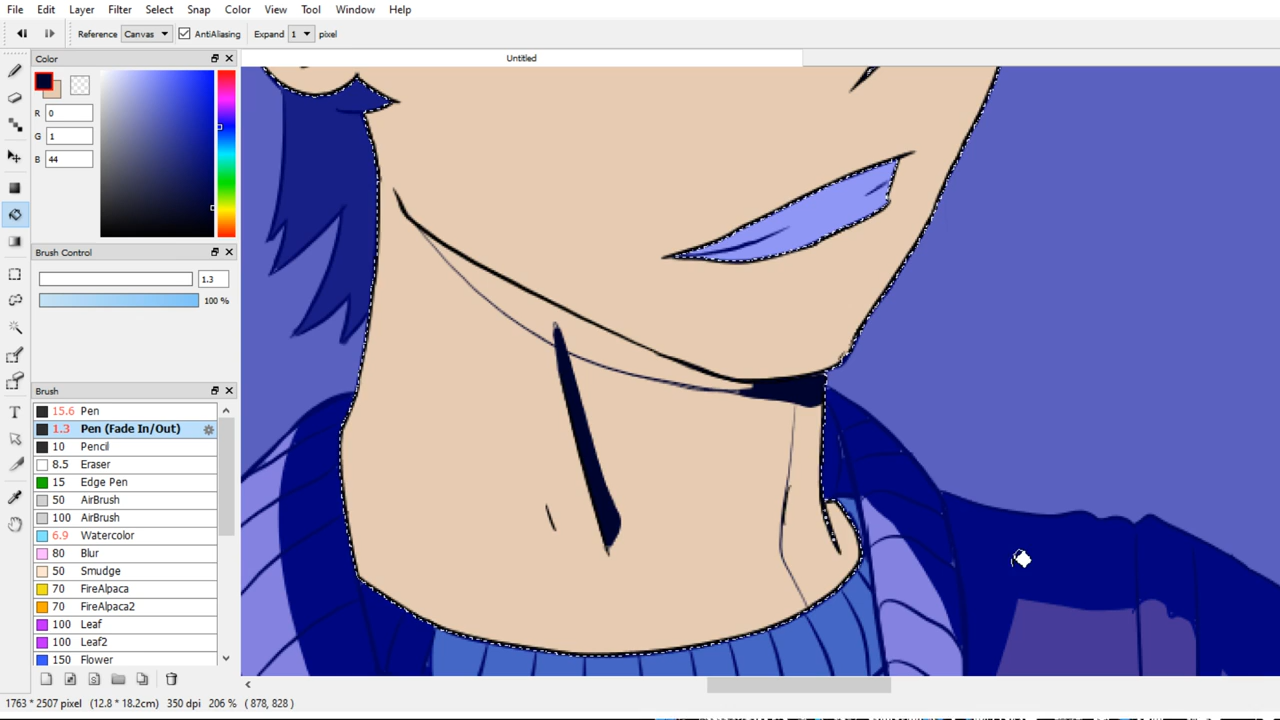 File Edit Layer Filter Select Snap Color View Tool Window Help
Reference Canvas AntiAliasing Expand 1 pixel
Color
Untitled
R 0
G 1
B 44
Brush Control
1.3
100 %
Brush
15.6 Pen
1.3 Pen (Fade In/Out)
10 Pencil
8.5 Eraser
15 Edge Pen
50 AirBrush
100 AirBrush
6.9 Watercolor
80 Blur
50 Smudge
70 FireAlpaca
70 FireAlpaca2
100 Leaf
100 Leaf2
150 Flower
1763 * 2507 pixel (12.8 * 18.2cm) 350 dpi 206 % ( 878, 828 )